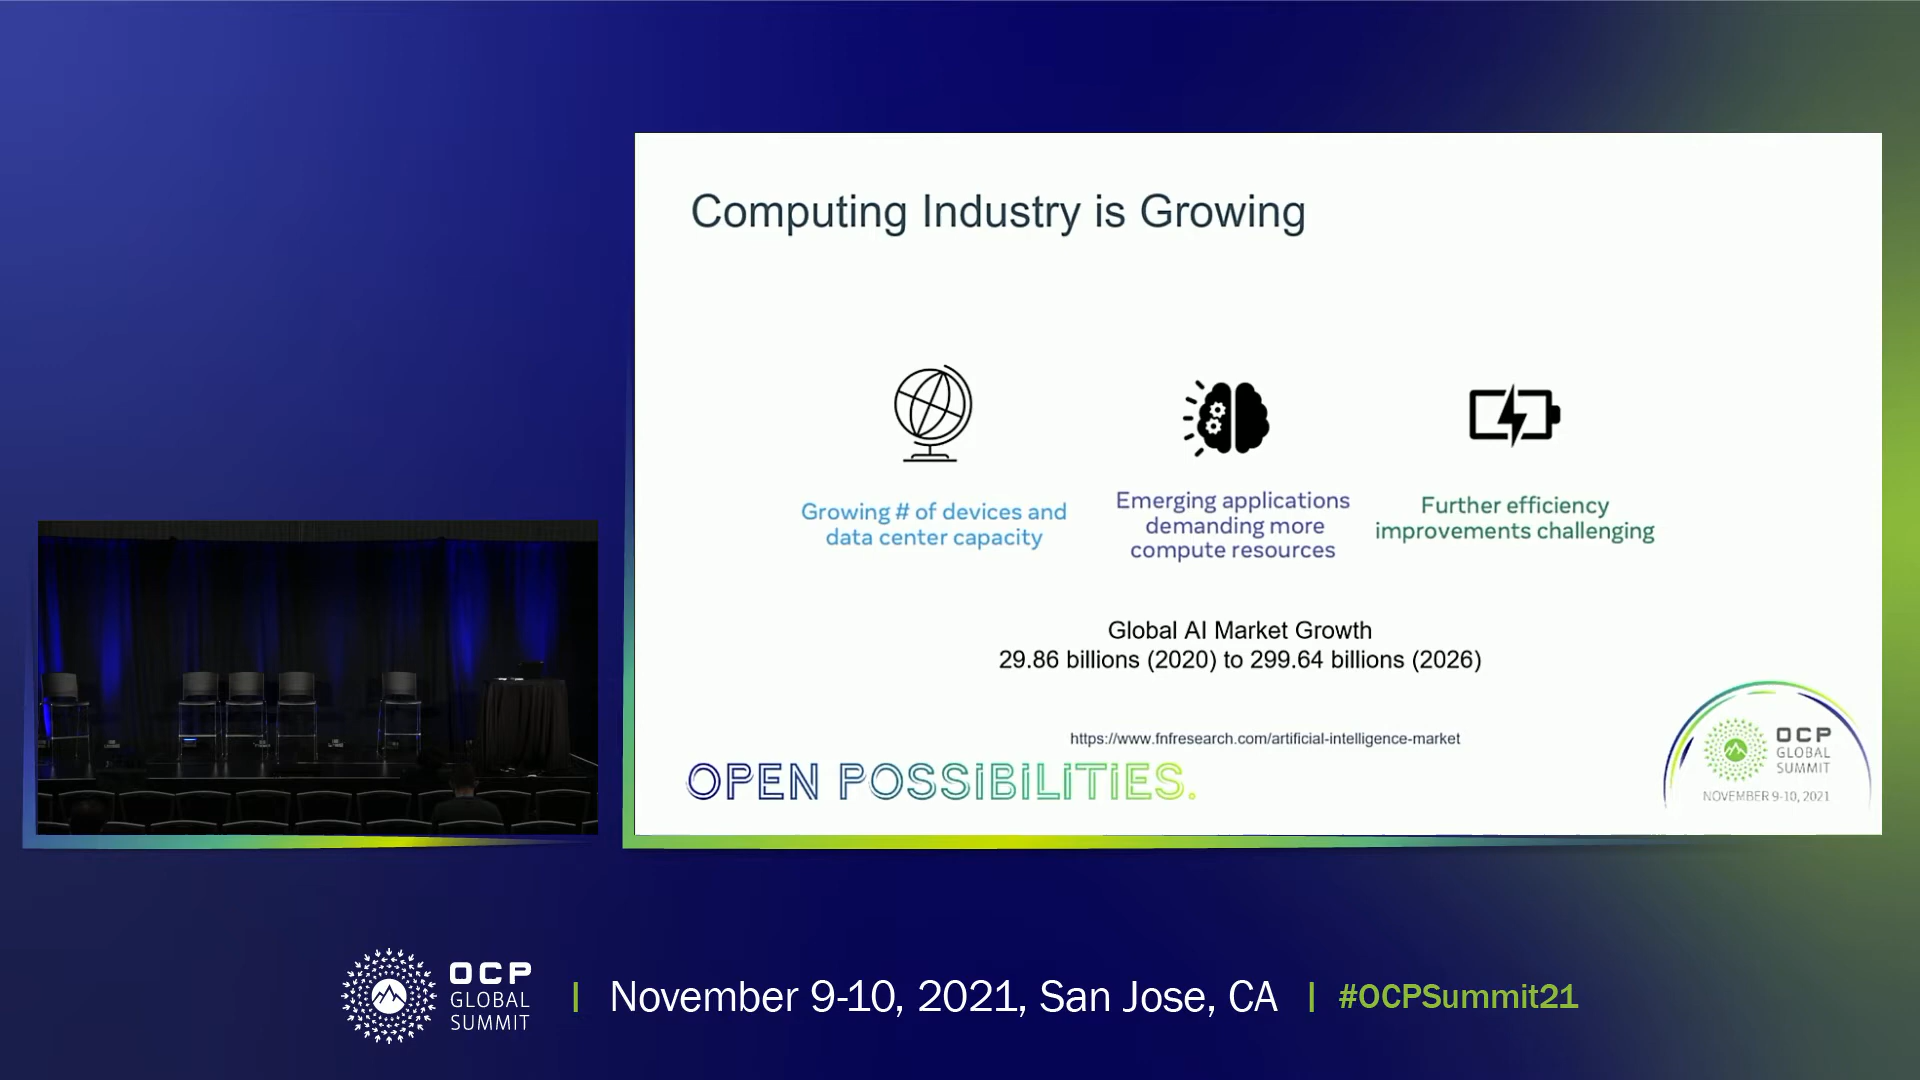 Computing Industry is Growing
Growing # of devices and
data center capacity
Emerging applications
demanding more
compute resources
Further efficiency
improvements challenging
Global AI Market Growth
29.86 billions (2020) to 299.64 billions (2026)
https://www.fnfresearch.com/artificial-intelligence-market
OPEN POSSIBILITIES.
OCP
GLOBAL
SUMMIT
NOVEMBER 9-10, 2021
OCP
GLOBAL
SUMMIT
November 9-10, 2021, San Jose, CA
#OCPSummit21